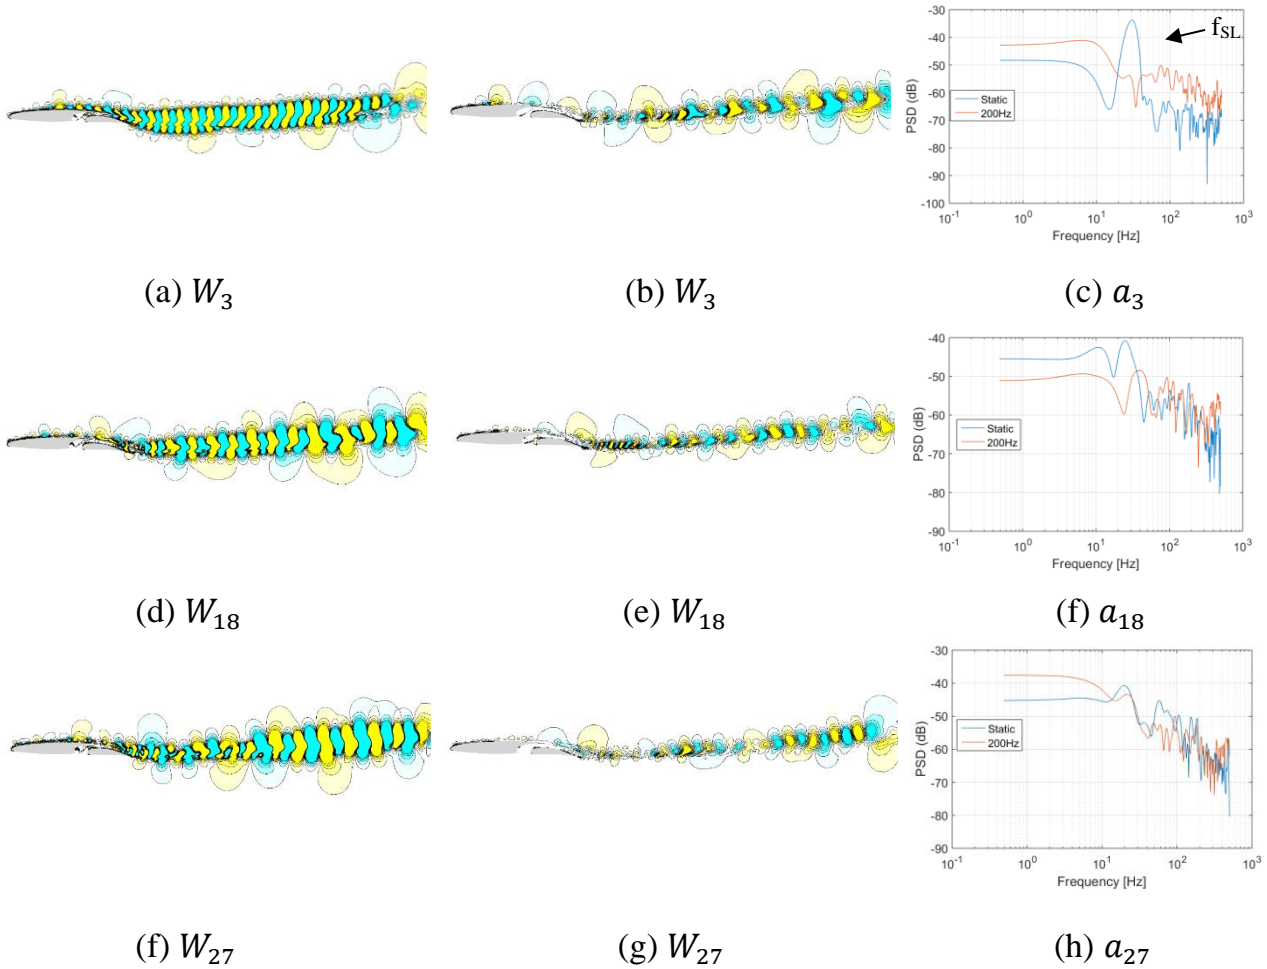 -30
-40
-50
-60
-70
-80
-90
-100
PSD (dB)
f_SL
Static
200Hz
10^-1 10^0 10^1 10^2 10^3
Frequency [Hz]
(a) W_3 (b) W_3 (c) a_3
-40
-50
-60
-70
-80
-90
PSD (dB)
Static
200Hz
10^-1 10^0 10^1 10^2 10^3
Frequency [Hz]
(d) W_18 (e) W_18 (f) a_18
-30
-40
-50
-60
-70
-80
-90
PSD (dB)
Static
200Hz
10^-1 10^0 10^1 10^2 10^3
Frequency [Hz]
(f) W_27 (g) W_27 (h) a_27